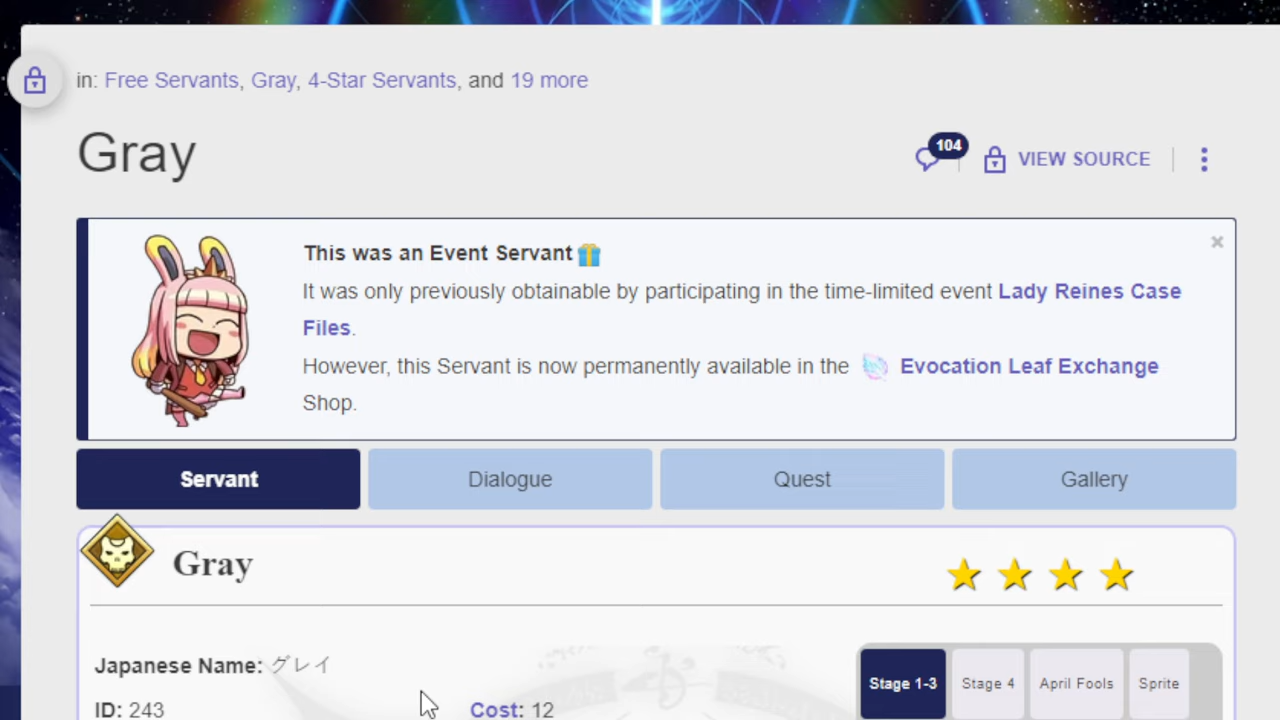 in: Free Servants, Gray, 4-Star Servants, and 19 more
Gray
104
VIEW SOURCE
This was an Event Servant
It was only previously obtainable by participating in the time-limited event Lady Reines Case
Files.
However, this Servant is now permanently available in the Evocation Leaf Exchange
Shop.
Servant
Dialogue
Quest
Gallery
Gray
Japanese Name: グレイ
Stage 1-3
Stage 4
April Fools
Sprite
ID: 243
Cost: 12